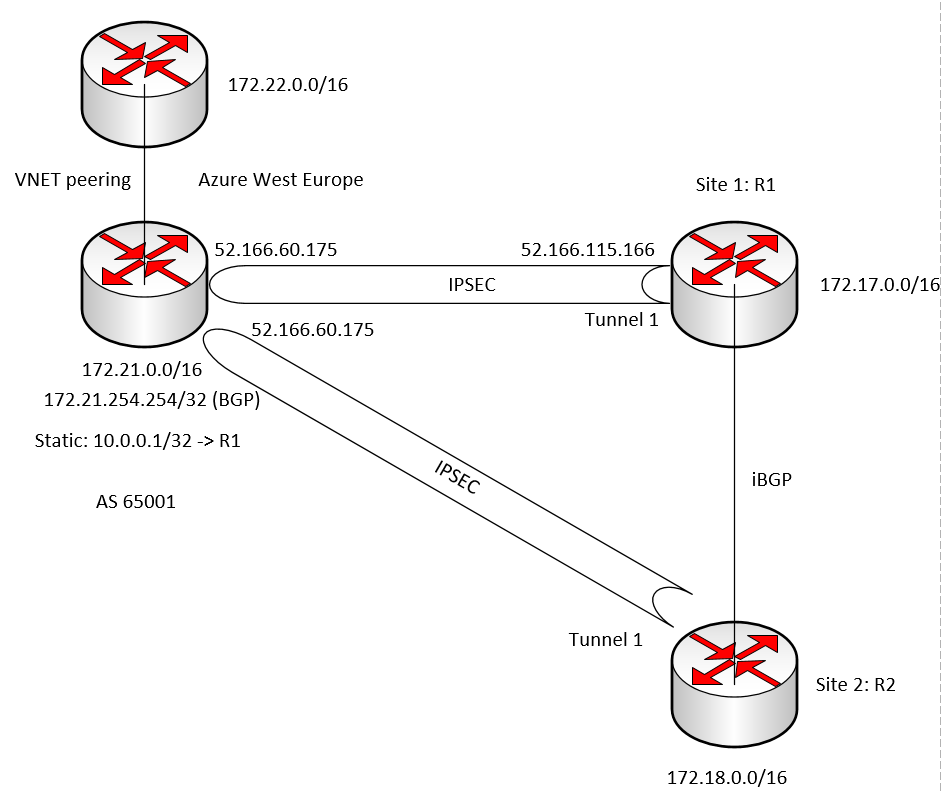 172.22.0.0/16
VNET peering
Azure West Europe
Site 1: R1
52.166.60.175
52.166.115.166
IPSEC
172.17.0.0/16
Tunnel 1
52.166.60.175
172.21.0.0/16
172.21.254.254/32 (BGP)
Static: 10.0.0.1/32 -> R1
IPSEC
iBGP
AS 65001
Tunnel 1
Site 2: R2
172.18.0.0/16